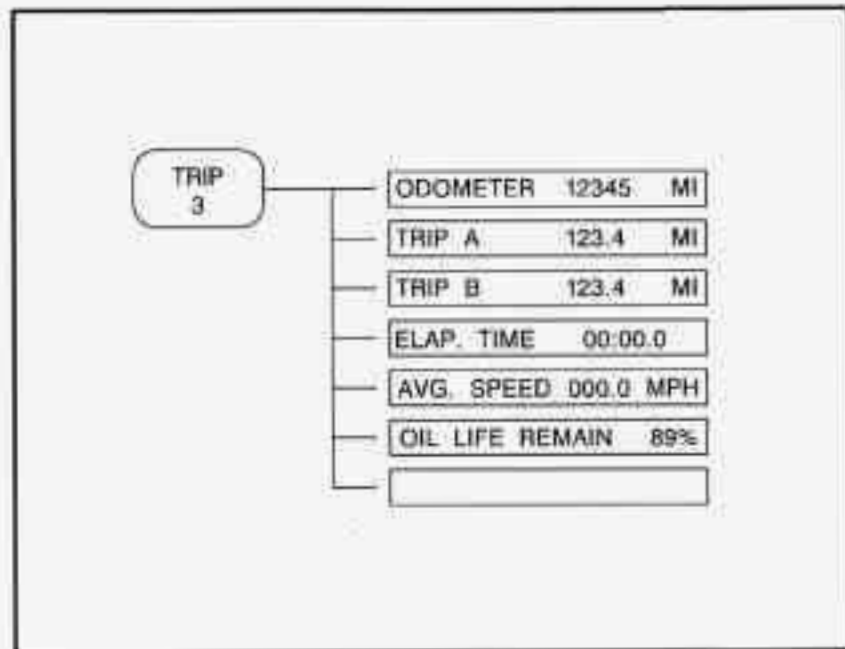 TRIP
3
ODOMETER 12345 MI
TRIP A 123.4 MI
TRIP B 123.4 MI
ELAP. TIME 00:00.0
AVG. SPEED 000.0 MPH
OIL LIFE REMAIN 89%